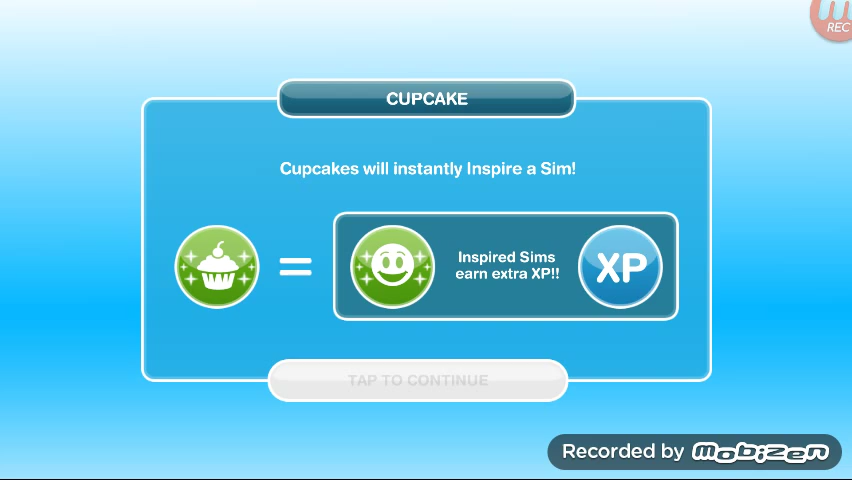 REC
CUPCAKE
Cupcakes will instantly Inspire a Sim!
Inspired Sims
earn extra XP!!
XP
TAP TO CONTINUE
Recorded by mobizen